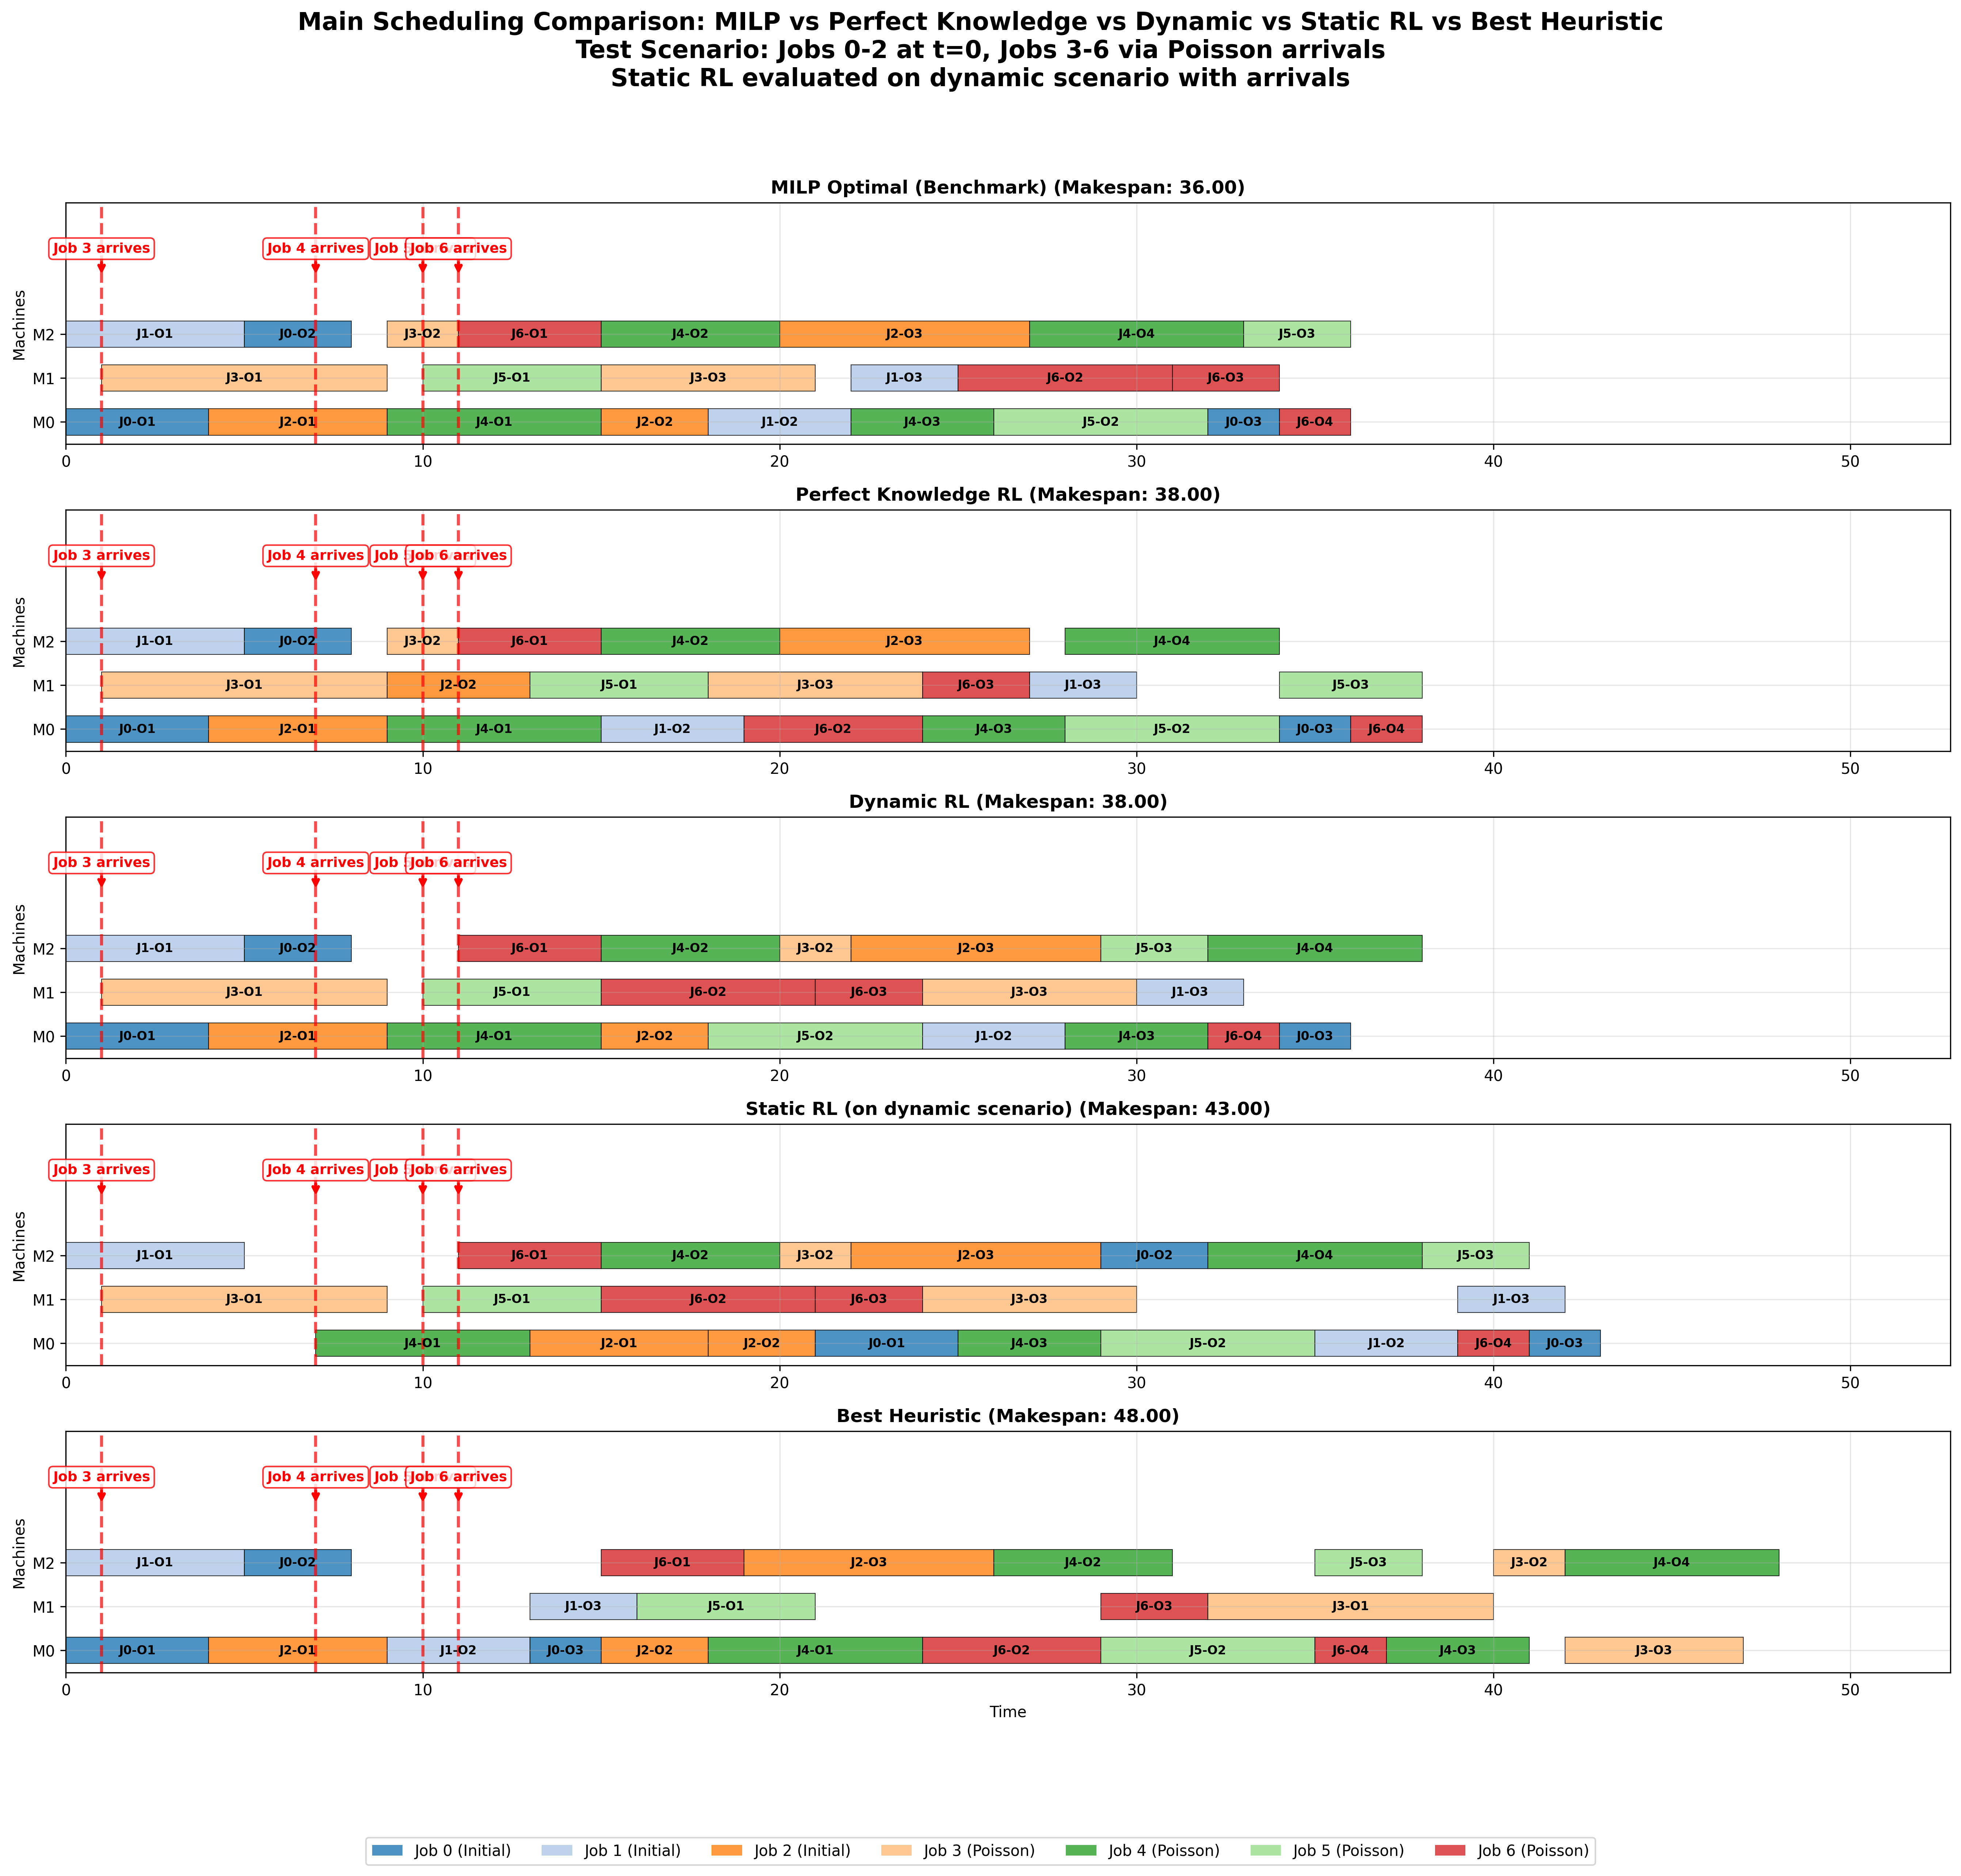 Main Scheduling Comparison: MILP vs Perfect Knowledge vs Dynamic vs Static RL vs Best Heuristic
Test Scenario: Jobs 0-2 at t=0, Jobs 3-6 via Poisson arrivals
Static RL evaluated on dynamic scenario with arrivals
MILP Optimal (Benchmark) (Makespan: 36.00)
Job 3 arrives Job 4 arrives Job Job 6 arrives
Machines
M2 J1-O1 J0-O2 J3-O2 J6-O1 J4-O2 J2-O3 J4-O4 J5-O3
M1 J3-O1 J5-O1 J3-O3 J1-O3 J6-O2 J6-O3
M0 J0-O1 J2-O1 J4-O1 J2-O2 J1-O2 J4-O3 J5-O2 J0-O3 J6-O4
0 10 20 30 40 50
Perfect Knowledge RL (Makespan: 38.00)
Job 3 arrives Job 4 arrives Job Job 6 arrives
Machines
M2 J1-O1 J0-O2 J3-O2 J6-O1 J4-O2 J2-O3 J4-O4
M1 J3-O1 J2-O2 J5-O1 J3-O3 J6-O3 J1-O3 J5-O3
M0 J0-O1 J2-O1 J4-O1 J1-O2 J6-O2 J4-O3 J5-O2 J0-O3 J6-O4
0 10 20 30 40 50
Dynamic RL (Makespan: 38.00)
Job 3 arrives Job 4 arrives Job Job 6 arrives
Machines
M2 J1-O1 J0-O2 J6-O1 J4-O2 J3-O2 J2-O3 J5-O3 J4-O4
M1 J3-O1 J5-O1 J6-O2 J6-O3 J3-O3 J1-O3
M0 J0-O1 J2-O1 J4-O1 J2-O2 J5-O2 J1-O2 J4-O3 J6-O4 J0-O3
0 10 20 30 40 50
Static RL (on dynamic scenario) (Makespan: 43.00)
Job 3 arrives Job 4 arrives Job Job 6 arrives
Machines
M2 J1-O1 J6-O1 J4-O2 J3-O2 J2-O3 J0-O2 J4-O4 J5-O3
M1 J3-O1 J5-O1 J6-O2 J6-O3 J3-O3 J1-O3
M0 J4-O1 J2-O1 J2-O2 J0-O1 J4-O3 J5-O2 J1-O2 J6-O4 J0-O3
0 10 20 30 40 50
Best Heuristic (Makespan: 48.00)
Job 3 arrives Job 4 arrives Job Job 6 arrives
Machines
M2 J1-O1 J0-O2 J6-O1 J2-O3 J4-O2 J5-O3 J3-O2 J4-O4
M1 J1-O3 J5-O1 J6-O3 J3-O1
M0 J0-O1 J2-O1 J1-O2 J0-O3 J2-O2 J4-O1 J6-O2 J5-O2 J6-O4 J4-O3 J3-O3
0 10 20 30 40 50
Time
Job 0 (Initial) Job 1 (Initial) Job 2 (Initial) Job 3 (Poisson) Job 4 (Poisson) Job 5 (Poisson) Job 6 (Poisson)